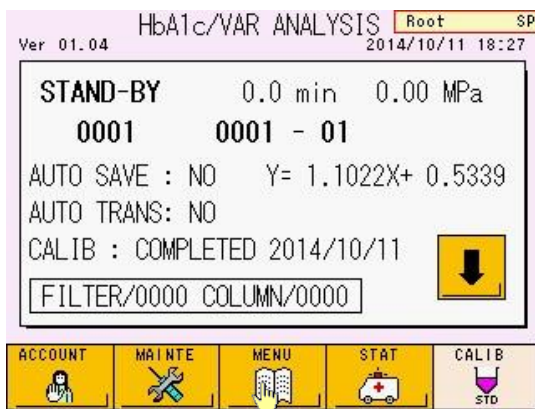 HbA1c/VAR ANALYSIS Root SP
Ver 01.04 2014/10/11 18:27
STAND-BY 0.0 min 0.00 MPa
0001 0001 - 01
AUTO SAVE : NO Y= 1.1022X+ 0.5339
AUTO TRANS: NO
CALIB : COMPLETED 2014/10/11
FILTER/0000 COLUMN/0000
ACCOUNT MAINTE MENU STAT CALIB
STD